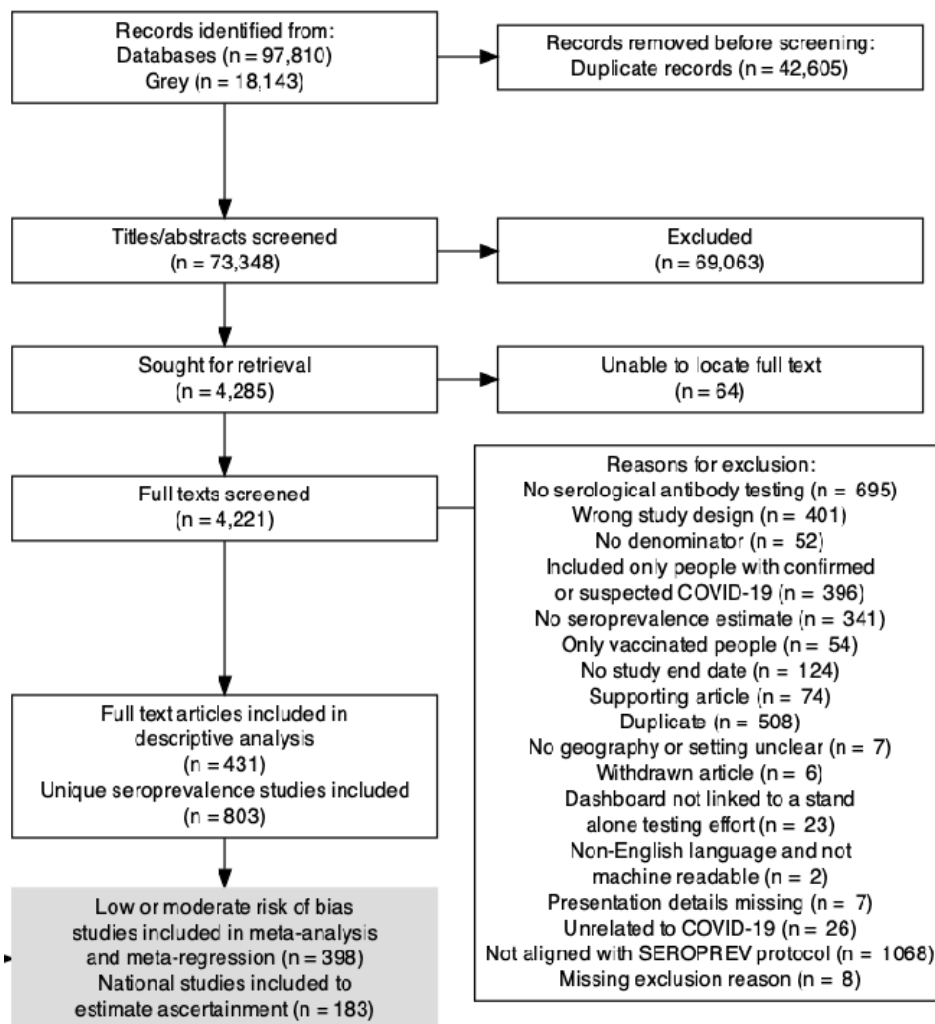 Records identified from:
Databases (n = 97,810)
Grey (n = 18,143)
Records removed before screening:
Duplicate records (n = 42,605)
Titles/abstracts screened
(n = 73,348)
Excluded
(n = 69,063)
Sought for retrieval
(n = 4,285)
Unable to locate full text
(n = 64)
Full texts screened
(n = 4,221)
Reasons for exclusion:
No serological antibody testing (n = 695)
Wrong study design (n = 401)
No denominator (n = 52)
Included only people with confirmed
or suspected COVID-19 (n = 396)
No seroprevalence estimate (n = 341)
Only vaccinated people (n = 54)
No study end date (n = 124)
Supporting article (n = 74)
Duplicate (n = 508)
No geography or setting unclear (n = 7)
Withdrawn article (n = 6)
Dashboard not linked to a stand
alone testing effort (n = 23)
Non-English language and not
machine readable (n = 2)
Presentation details missing (n = 7)
Unrelated to COVID-19 (n = 26)
Not aligned with SEROPREV protocol (n = 1068)
Missing exclusion reason (n = 8)
Full text articles included in
descriptive analysis
(n = 431)
Unique seroprevalence studies included
(n = 803)
Low or moderate risk of bias
studies included in meta-analysis
and meta-regression (n = 398)
National studies included to
estimate ascertainment (n = 183)